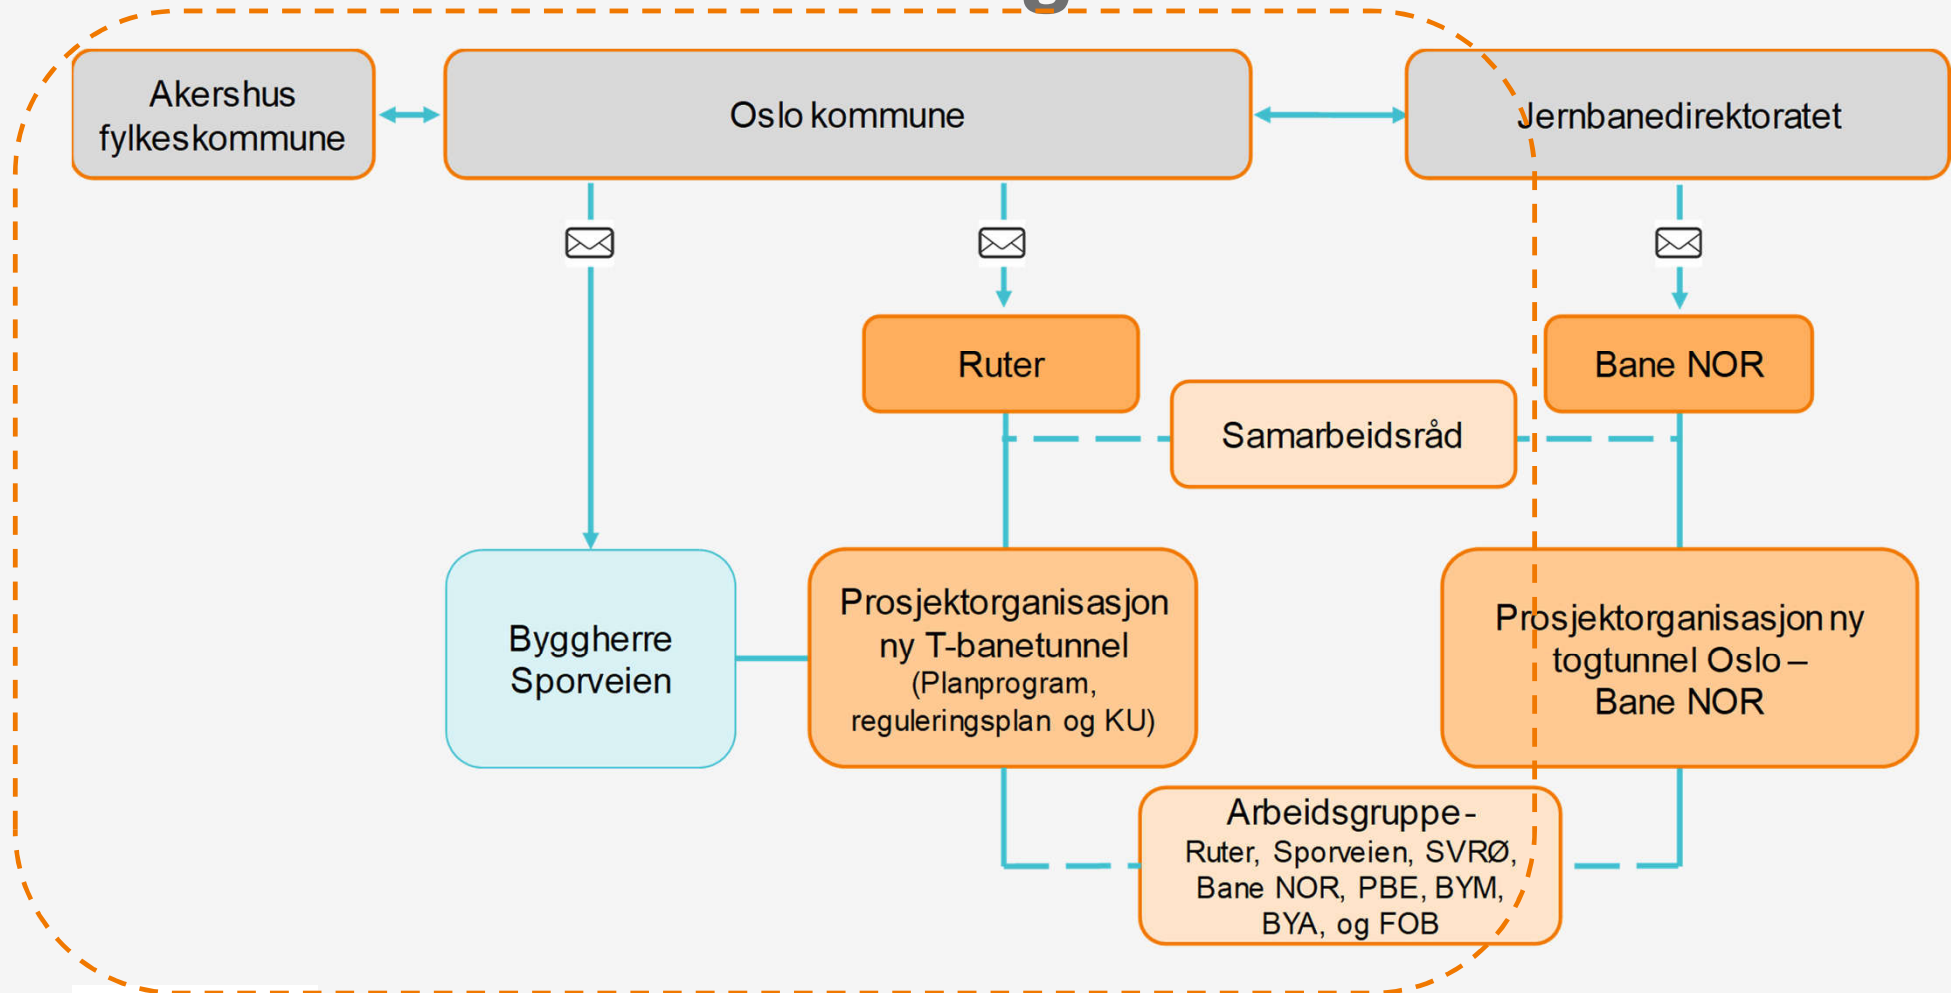 Akershus
fylkeskommune
Oslo kommune
Jernbanedirektoratet
Ruter
Bane NOR
Samarbeidsråd
Byggherre
Sporveien
Prosjektorganisasjon
ny T-banetunnel
(Planprogram,
reguleringsplan og KU)
Prosjektorganisasjon ny
togtunnel Oslo –
Bane NOR
Arbeidsgruppe -
Ruter, Sporveien, SVRØ,
Bane NOR, PBE, BYM,
BYA, og FOB